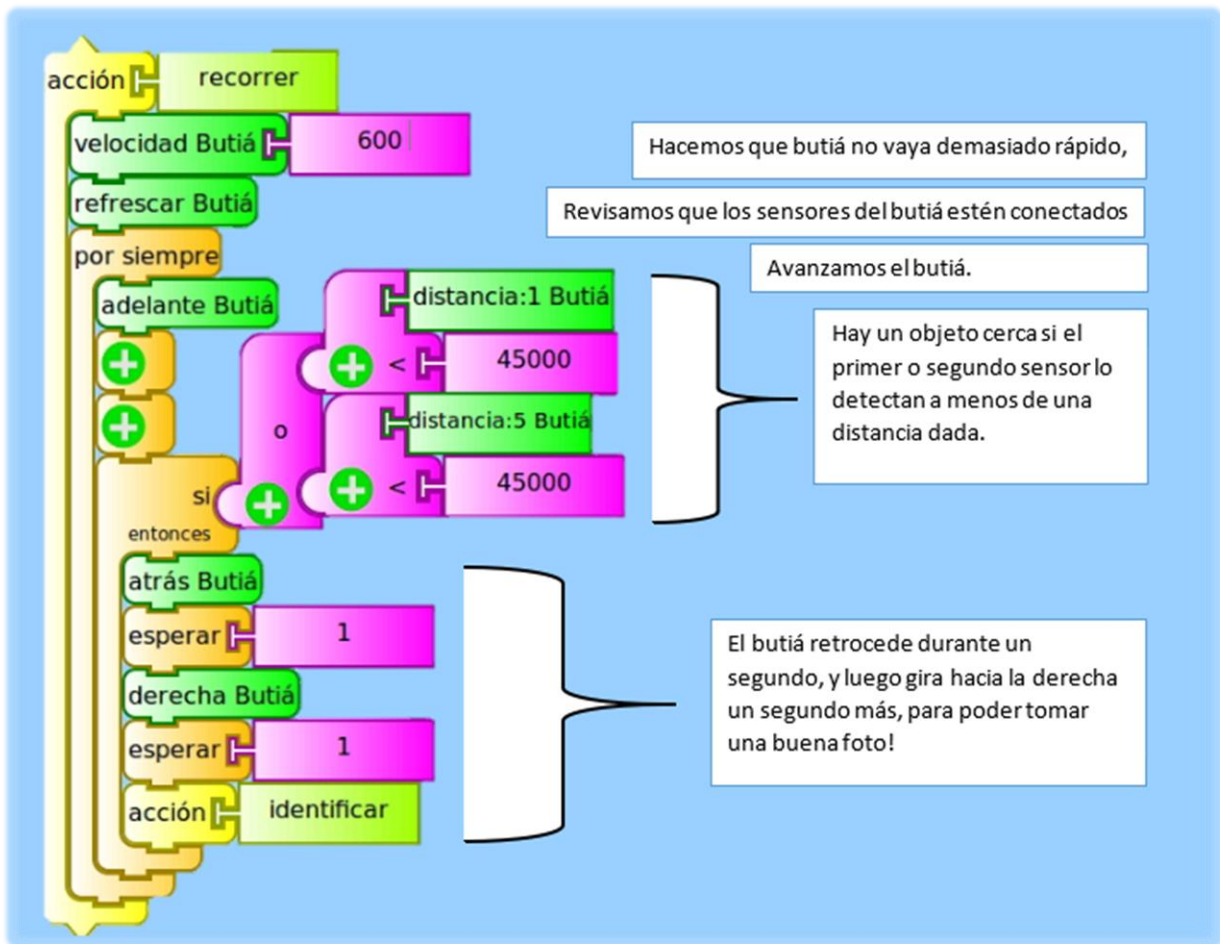 acción recorrer
velocidad Butiá 600
refrescar Butiá
por siempre
adelante Butiá
distancia:1 Butiá
< 45000
o
distancia:5 Butiá
< 45000
si
entonces
atrás Butiá
esperar 1
derecha Butiá
esperar 1
acción identificar
Hacemos que butiá no vaya demasiado rápido,
Revisamos que los sensores del butiá estén conectados
Avanzamos el butiá.
Hay un objeto cerca si el
primer o segundo sensor lo
detectan a menos de una
distancia dada.
El butiá retrocede durante un
segundo, y luego gira hacia la derecha
un segundo más, para poder tomar
una buena foto!